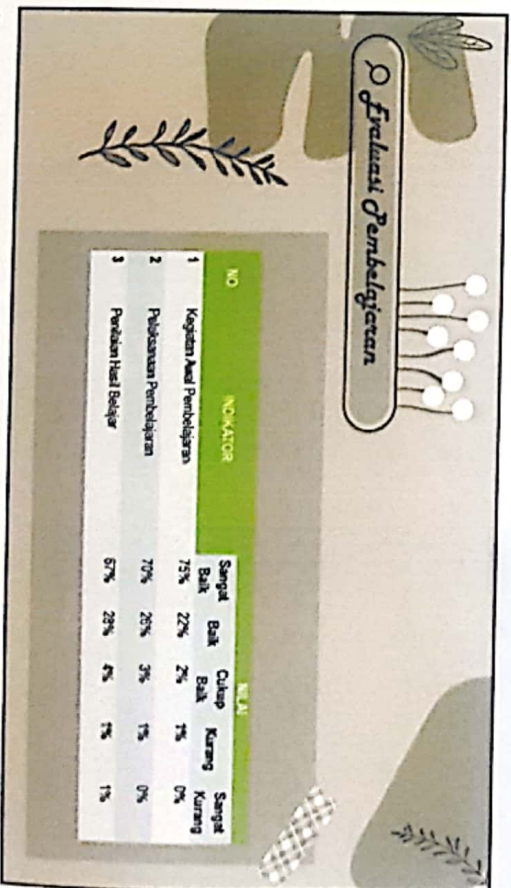 Evaluasi Pembelajaran
NO INDIKATOR NILAI
Sangat Baik Baik Cukup Baik Kurang Sangat Kurang
1 Kegiatan Awal Pembelajaran 75% 22% 2% 1% 0%
2 Pelaksanaan Pembelajaran 70% 26% 3% 1% 0%
3 Penilaian Hasil Belajar 67% 28% 4% 1% 1%